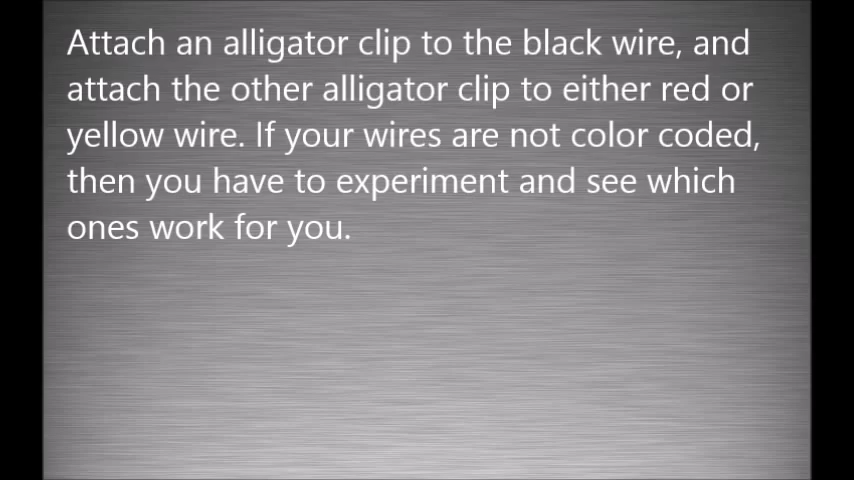 Attach an alligator clip to the black wire, and
attach the other alligator clip to either red or
yellow wire. If your wires are not color coded,
then you have to experiment and see which
ones work for you.